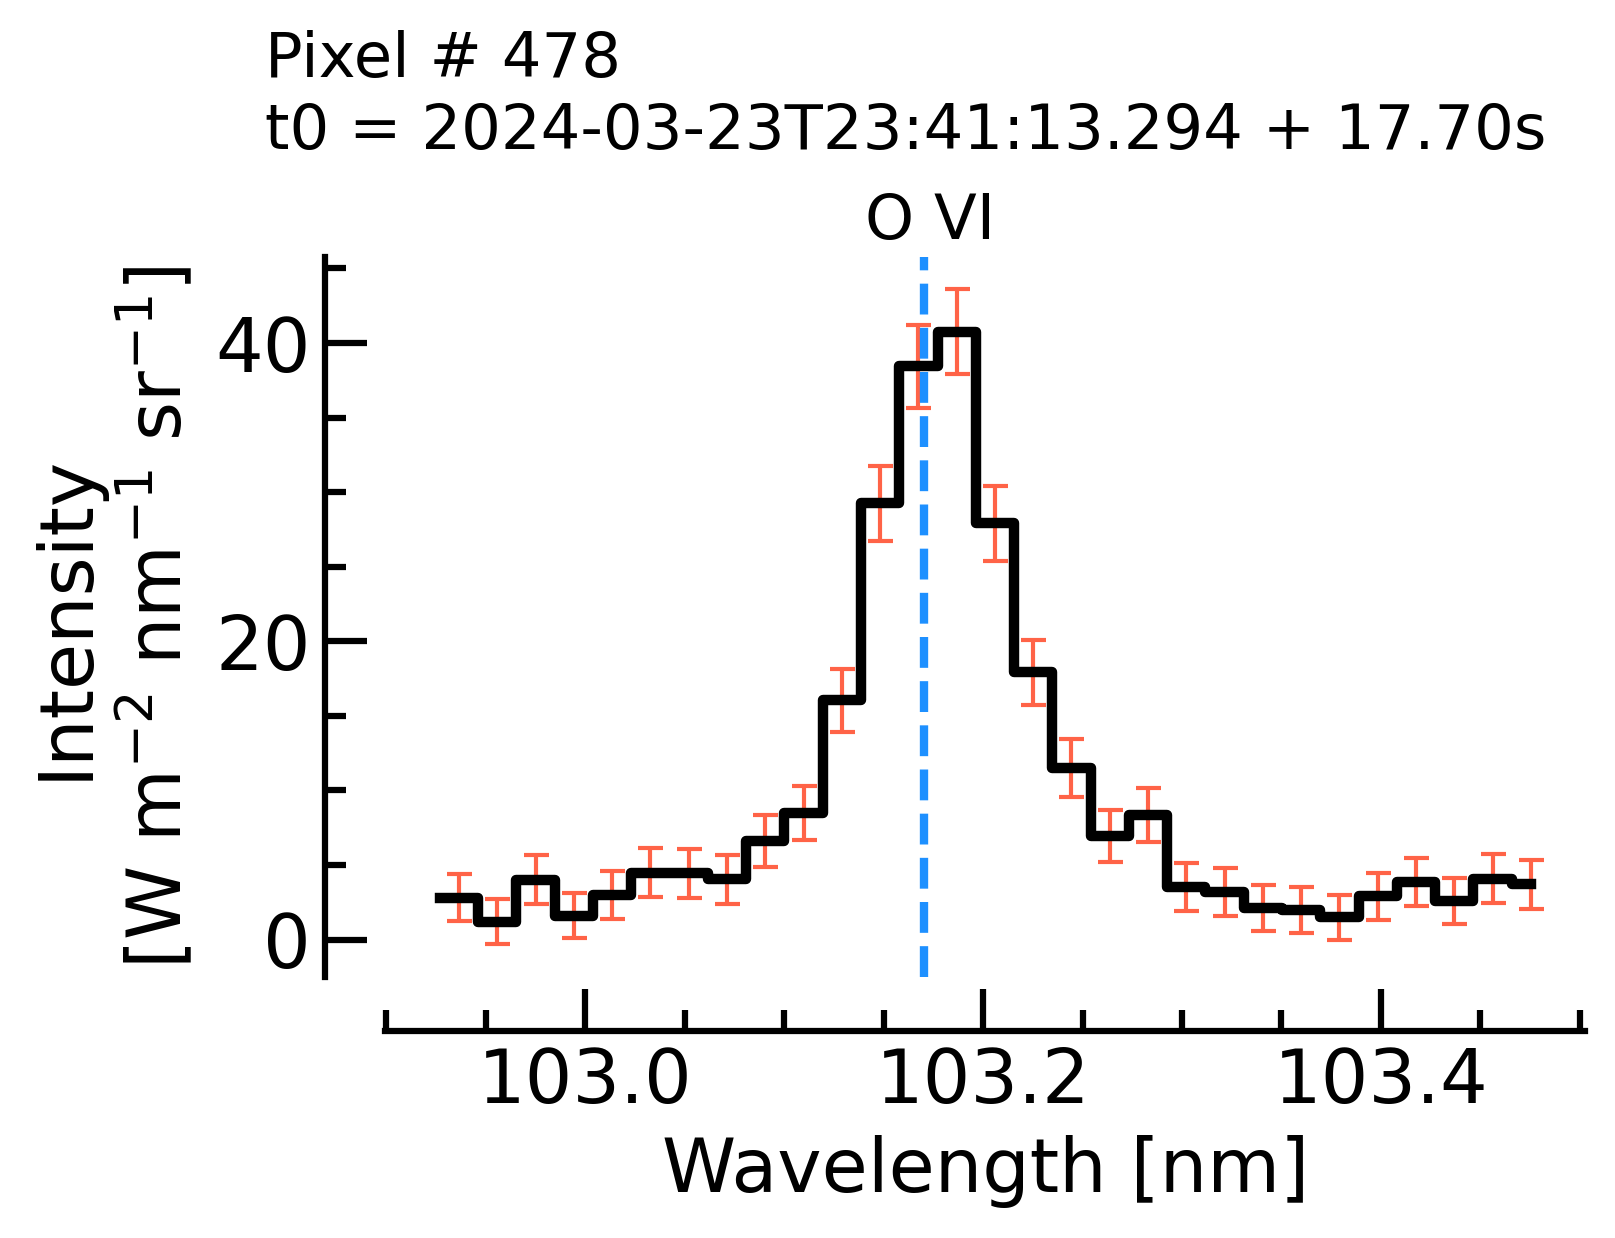 Pixel # 478
t0 = 2024-03-23T23:41:13.294 + 17.70s
O VI
Intensity
[W m⁻² nm⁻¹ sr⁻¹]
40
20
0
103.0 103.2 103.4
Wavelength [nm]